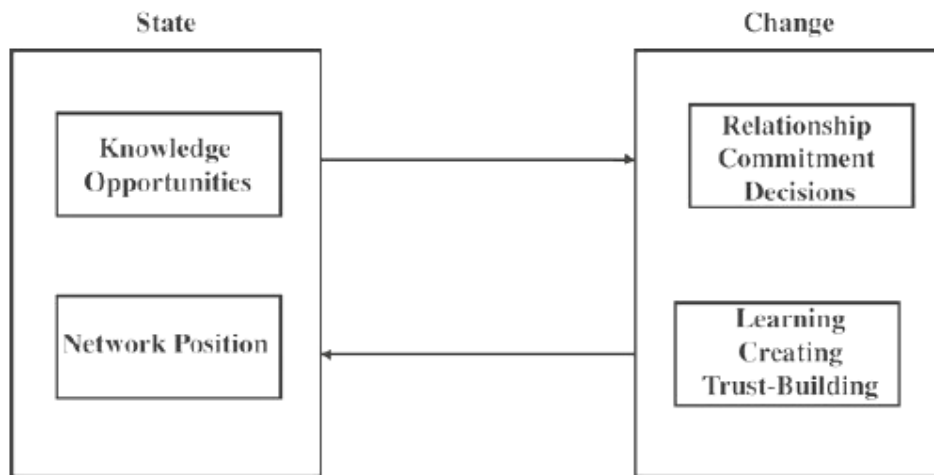 State
Change
Knowledge
Opportunities
Relationship
Commitment
Decisions
Network Position
Learning
Creating
Trust-Building